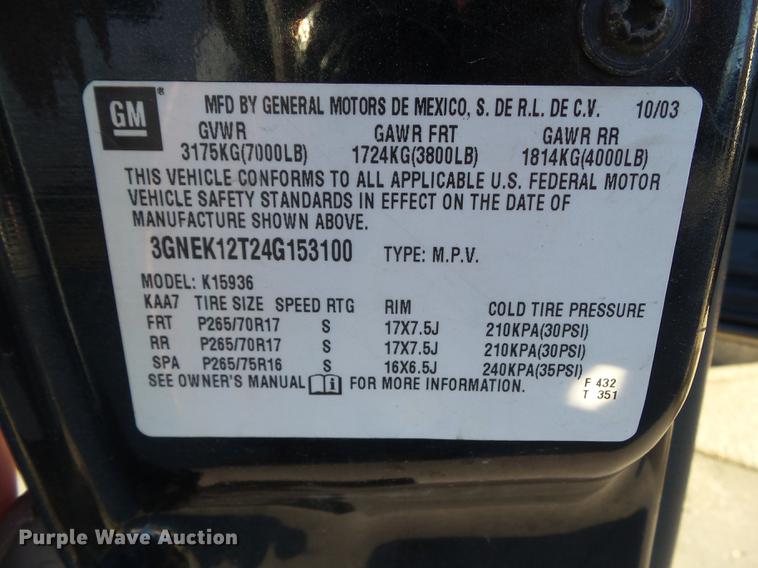 GM ®
MFD BY GENERAL MOTORS DE MEXICO, S. DE R.L. DE C.V. 10/03
GVWR GAWR FRT GAWR RR
3175KG(7000LB) 1724KG(3800LB) 1814KG(4000LB)
THIS VEHICLE CONFORMS TO ALL APPLICABLE U.S. FEDERAL MOTOR
VEHICLE SAFETY STANDARDS IN EFFECT ON THE DATE OF
MANUFACTURE SHOWN ABOVE.
3GNEK12T24G153100 TYPE: M.P.V.
MODEL: K15936
KAA7 TIRE SIZE SPEED RTG RIM COLD TIRE PRESSURE
FRT P265/70R17 S 17X7.5J 210KPA(30PSI)
RR P265/70R17 S 17X7.5J 210KPA(30PSI)
SPA P265/75R16 S 16X6.5J 240KPA(35PSI)
SEE OWNER'S MANUAL i FOR MORE INFORMATION.
F 432
T 351
Purple Wave Auction